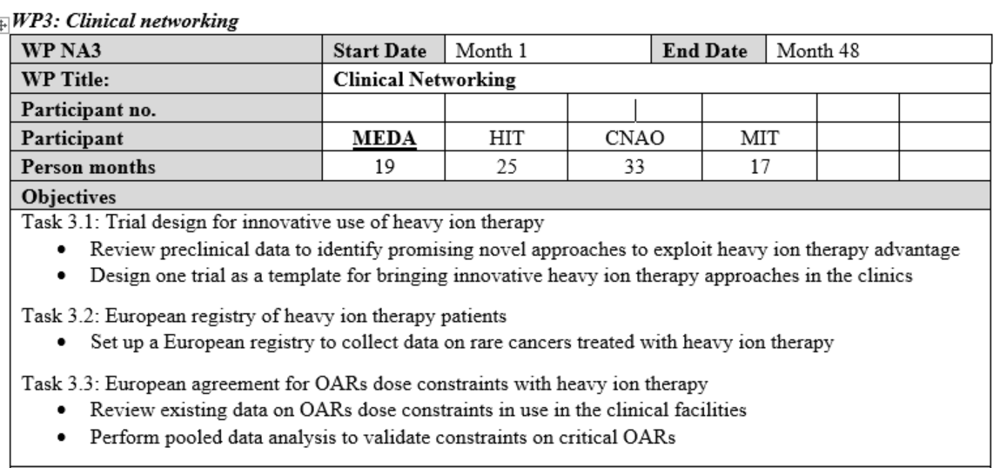 WP3: Clinical networking
WP NA3 Start Date Month 1 End Date Month 48
WP Title: Clinical Networking
Participant no.
Participant MEDA HIT CNAO MIT
Person months 19 25 33 17
Objectives
Task 3.1: Trial design for innovative use of heavy ion therapy
• Review preclinical data to identify promising novel approaches to exploit heavy ion therapy advantage
• Design one trial as a template for bringing innovative heavy ion therapy approaches in the clinics
Task 3.2: European registry of heavy ion therapy patients
• Set up a European registry to collect data on rare cancers treated with heavy ion therapy
Task 3.3: European agreement for OARs dose constraints with heavy ion therapy
• Review existing data on OARs dose constraints in use in the clinical facilities
• Perform pooled data analysis to validate constraints on critical OARs